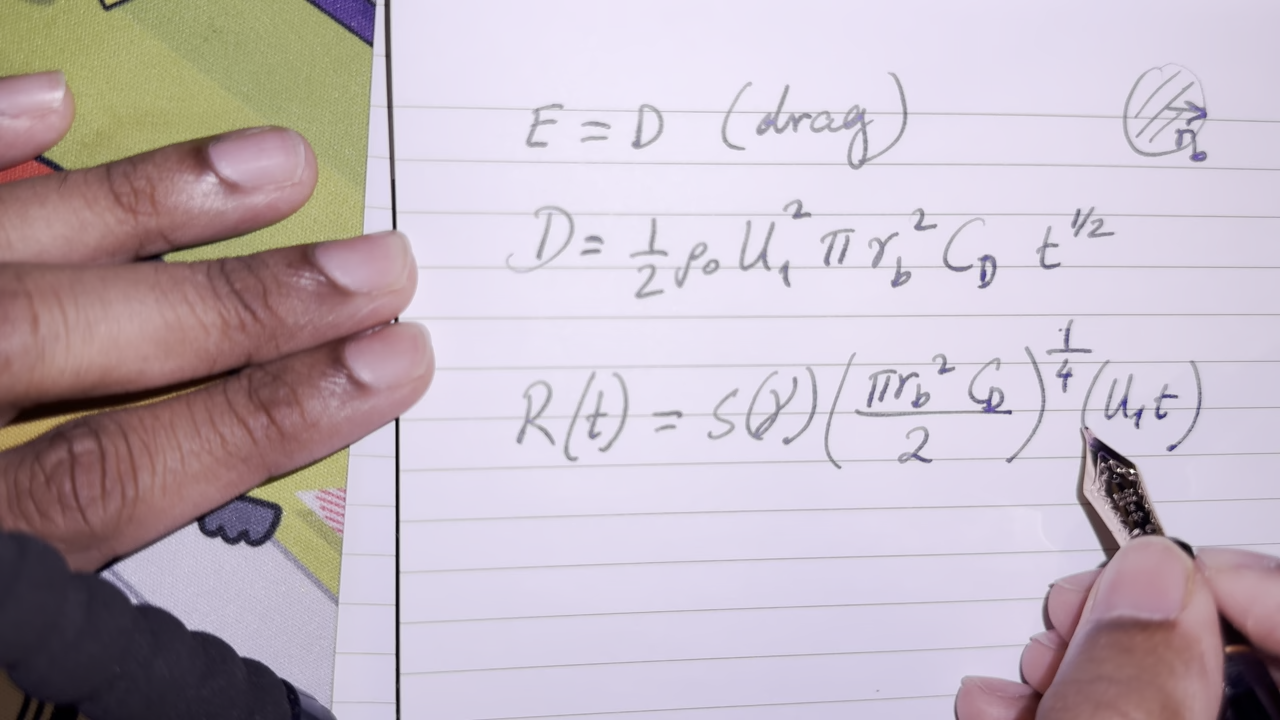 E = D (drag)
r_b
D = 1/2 ρ₀ U₁² π r_b² C_D t^1/2
R(t) = S(γ) (π r_b² C_D / 2)^1/4 (U₁ t)